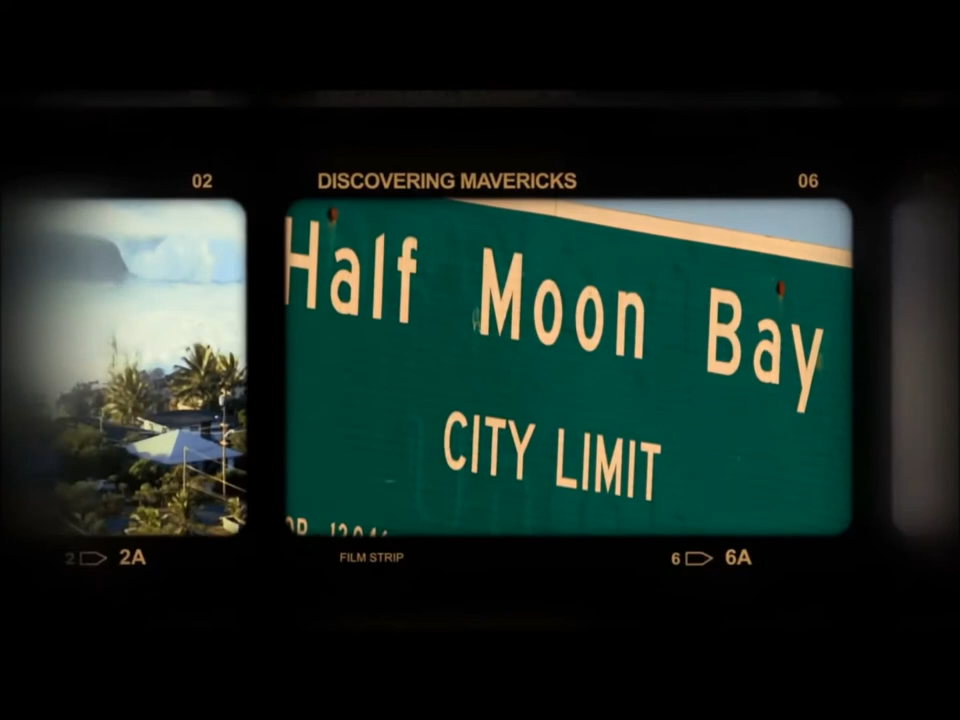 02
DISCOVERING MAVERICKS
06
Half Moon Bay
CITY LIMIT
2 2A
FILM STRIP
6 6A